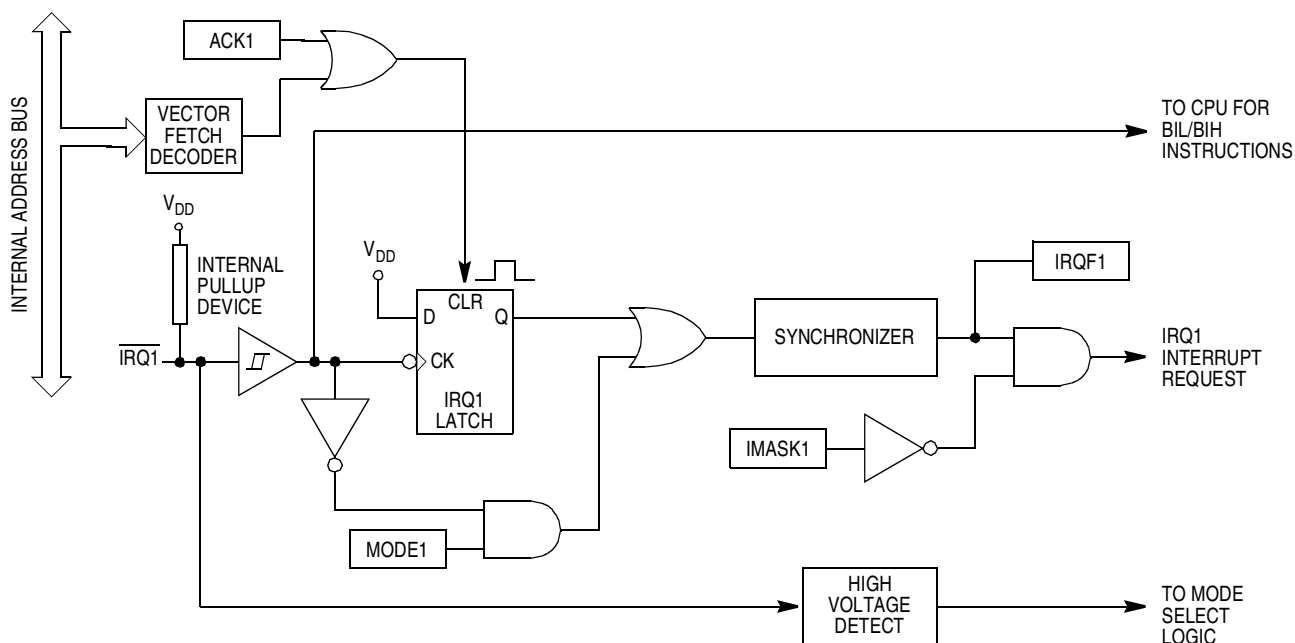 INTERNAL ADDRESS BUS
ACK1
VECTOR
FETCH
DECODER
TO CPU FOR
BIL/BIH
INSTRUCTIONS
VDD
INTERNAL
PULLUP
DEVICE
IRQ1
VDD
D
CLR
Q
CK
IRQ1
LATCH
SYNCHRONIZER
IRQF1
IRQ1
INTERRUPT
REQUEST
IMASK1
MODE1
HIGH
VOLTAGE
DETECT
TO MODE
SELECT
LOGIC